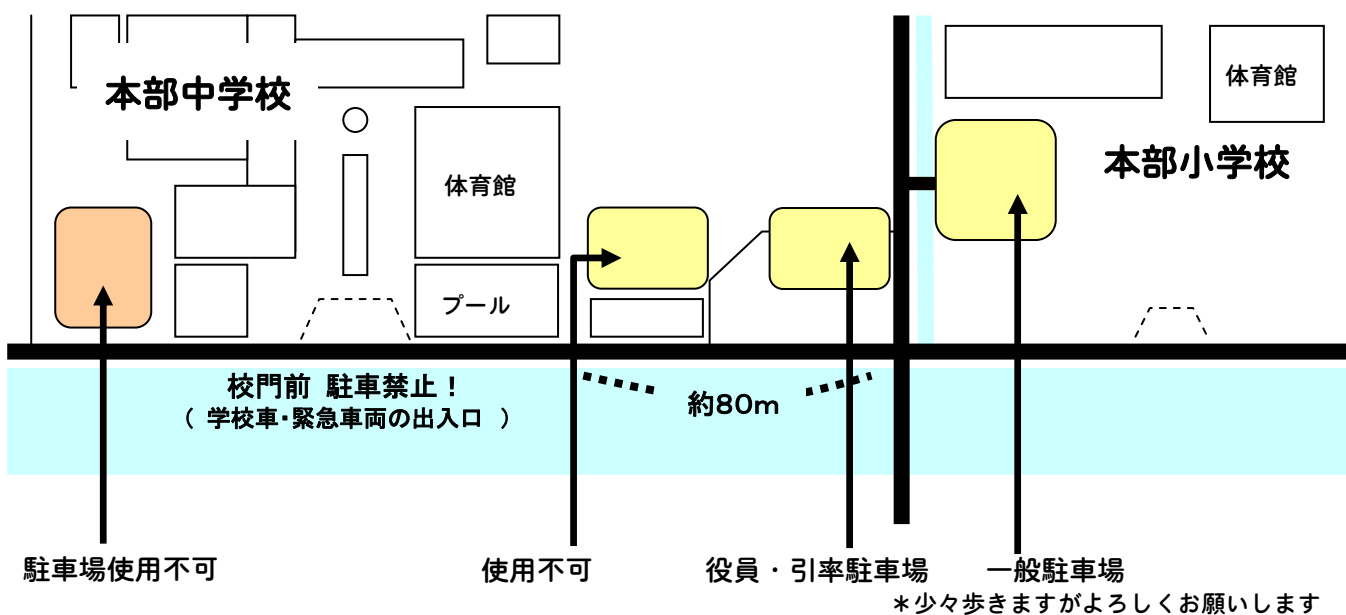 本部中学校
体育館
プール
体育館
本部小学校
校門前 駐車禁止！
（ 学校車・緊急車両の出入口 ）
約80m
駐車場使用不可
使用不可
役員・引率駐車場
一般駐車場
＊少々歩きますがよろしくお願いします